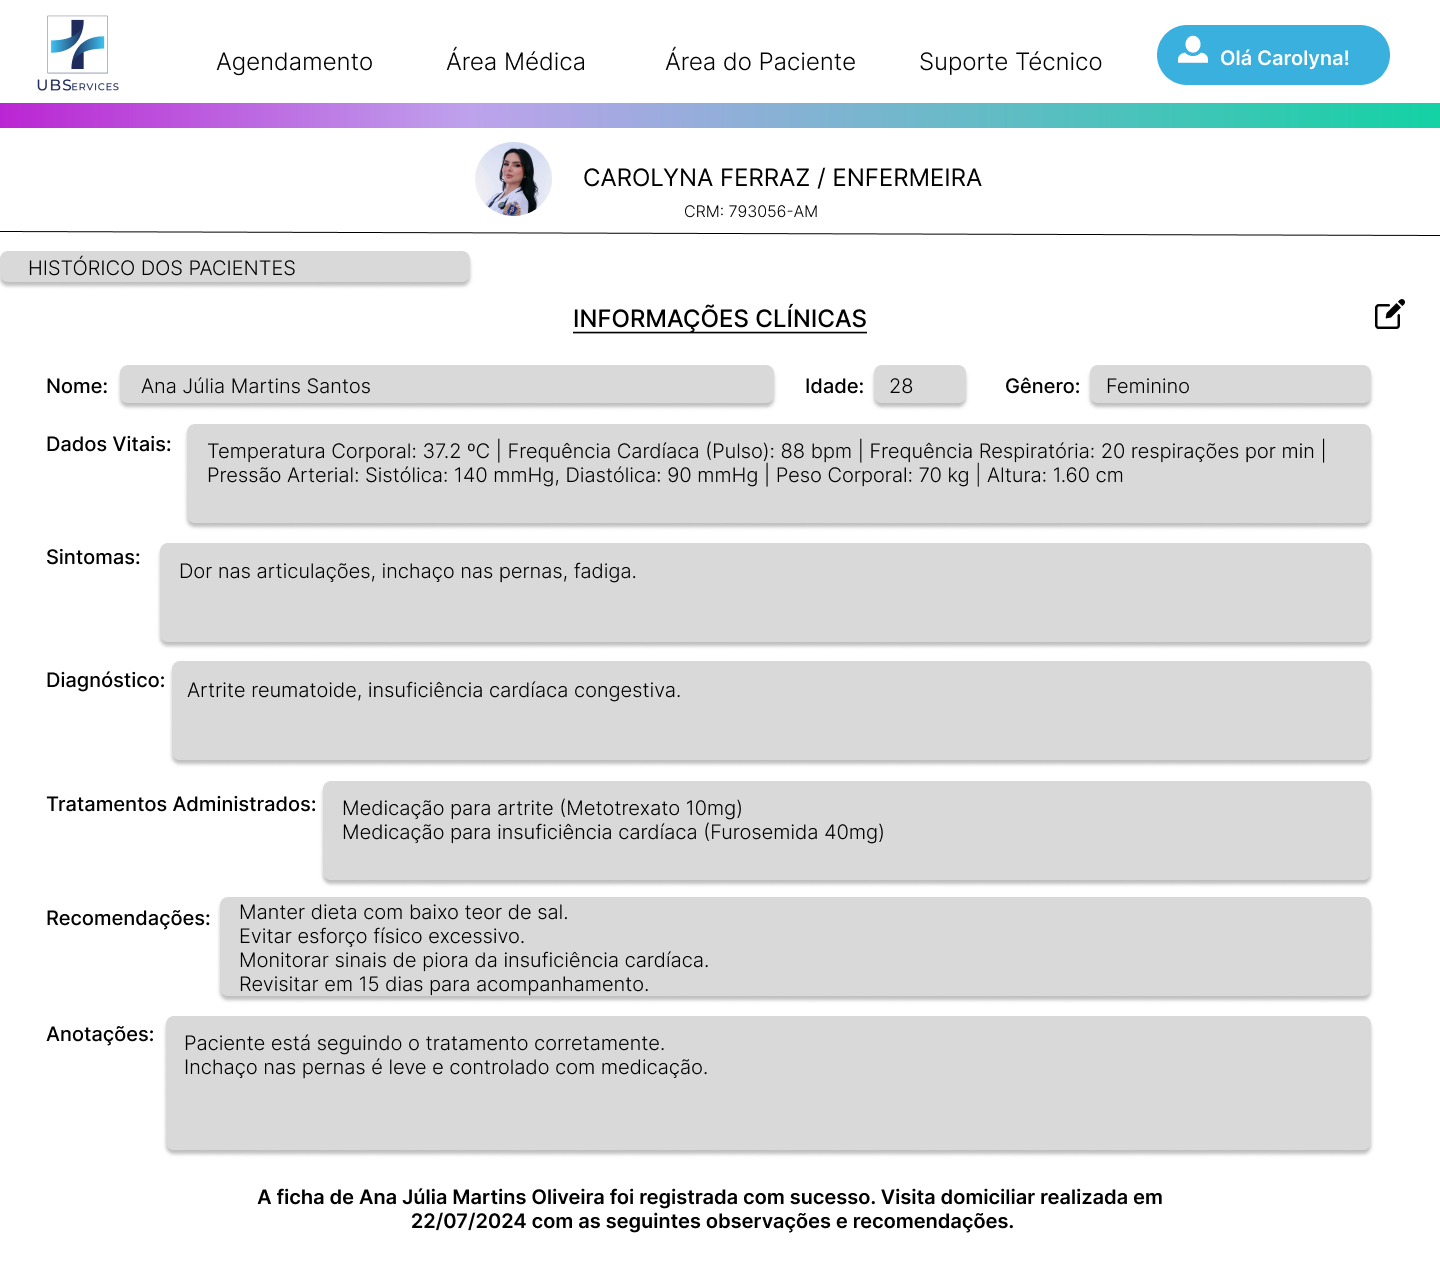 UBServices
Agendamento
Área Médica
Área do Paciente
Suporte Técnico
Olá Carolyna!
CAROLYNA FERRAZ / ENFERMEIRA
CRM: 793056-AM
HISTÓRICO DOS PACIENTES
INFORMAÇÕES CLÍNICAS
Nome: Ana Júlia Martins Santos
Idade: 28
Gênero: Feminino
Dados Vitais: Temperatura Corporal: 37.2 ºC | Frequência Cardíaca (Pulso): 88 bpm | Frequência Respiratória: 20 respirações por min |
Pressão Arterial: Sistólica: 140 mmHg, Diastólica: 90 mmHg | Peso Corporal: 70 kg | Altura: 1.60 cm
Sintomas: Dor nas articulações, inchaço nas pernas, fadiga.
Diagnóstico: Artrite reumatoide, insuficiência cardíaca congestiva.
Tratamentos Administrados: Medicação para artrite (Metotrexato 10mg)
Medicação para insuficiência cardíaca (Furosemida 40mg)
Recomendações: Manter dieta com baixo teor de sal.
Evitar esforço físico excessivo.
Monitorar sinais de piora da insuficiência cardíaca.
Revisitar em 15 dias para acompanhamento.
Anotações: Paciente está seguindo o tratamento corretamente.
Inchaço nas pernas é leve e controlado com medicação.
A ficha de Ana Júlia Martins Oliveira foi registrada com sucesso. Visita domiciliar realizada em
22/07/2024 com as seguintes observações e recomendações.